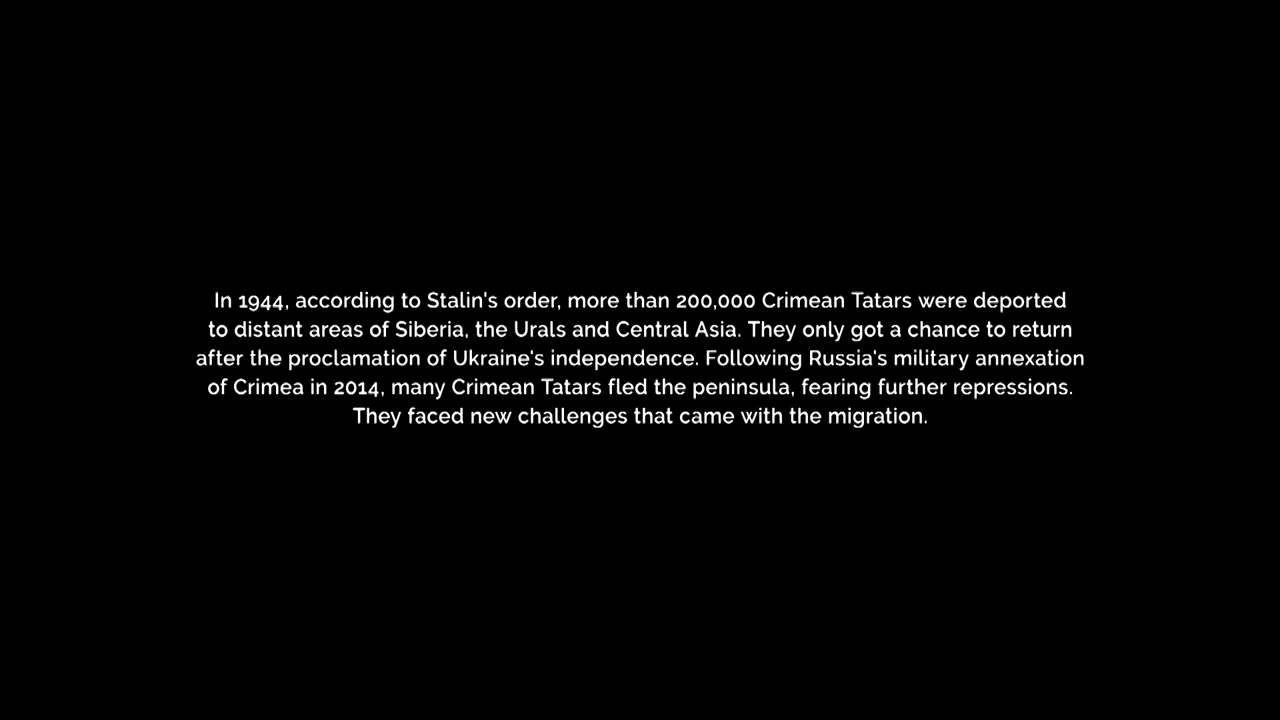 In 1944, according to Stalin's order, more than 200,000 Crimean Tatars were deported
to distant areas of Siberia, the Urals and Central Asia. They only got a chance to return
after the proclamation of Ukraine's independence. Following Russia's military annexation
of Crimea in 2014, many Crimean Tatars fled the peninsula, fearing further repressions.
They faced new challenges that came with the migration.